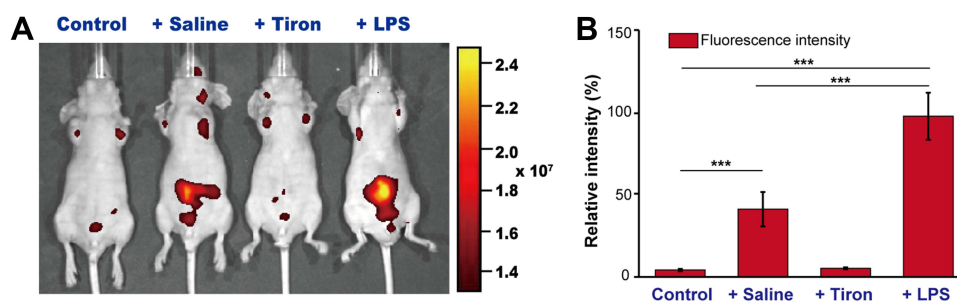 A
Control + Saline + Tiron + LPS
2.4
2.2
2.0
x 10⁷
1.8
1.6
1.4
B
Fluorescence intensity
Relative intensity (%)
150
100
50
0
***
***
***
Control + Saline + Tiron + LPS